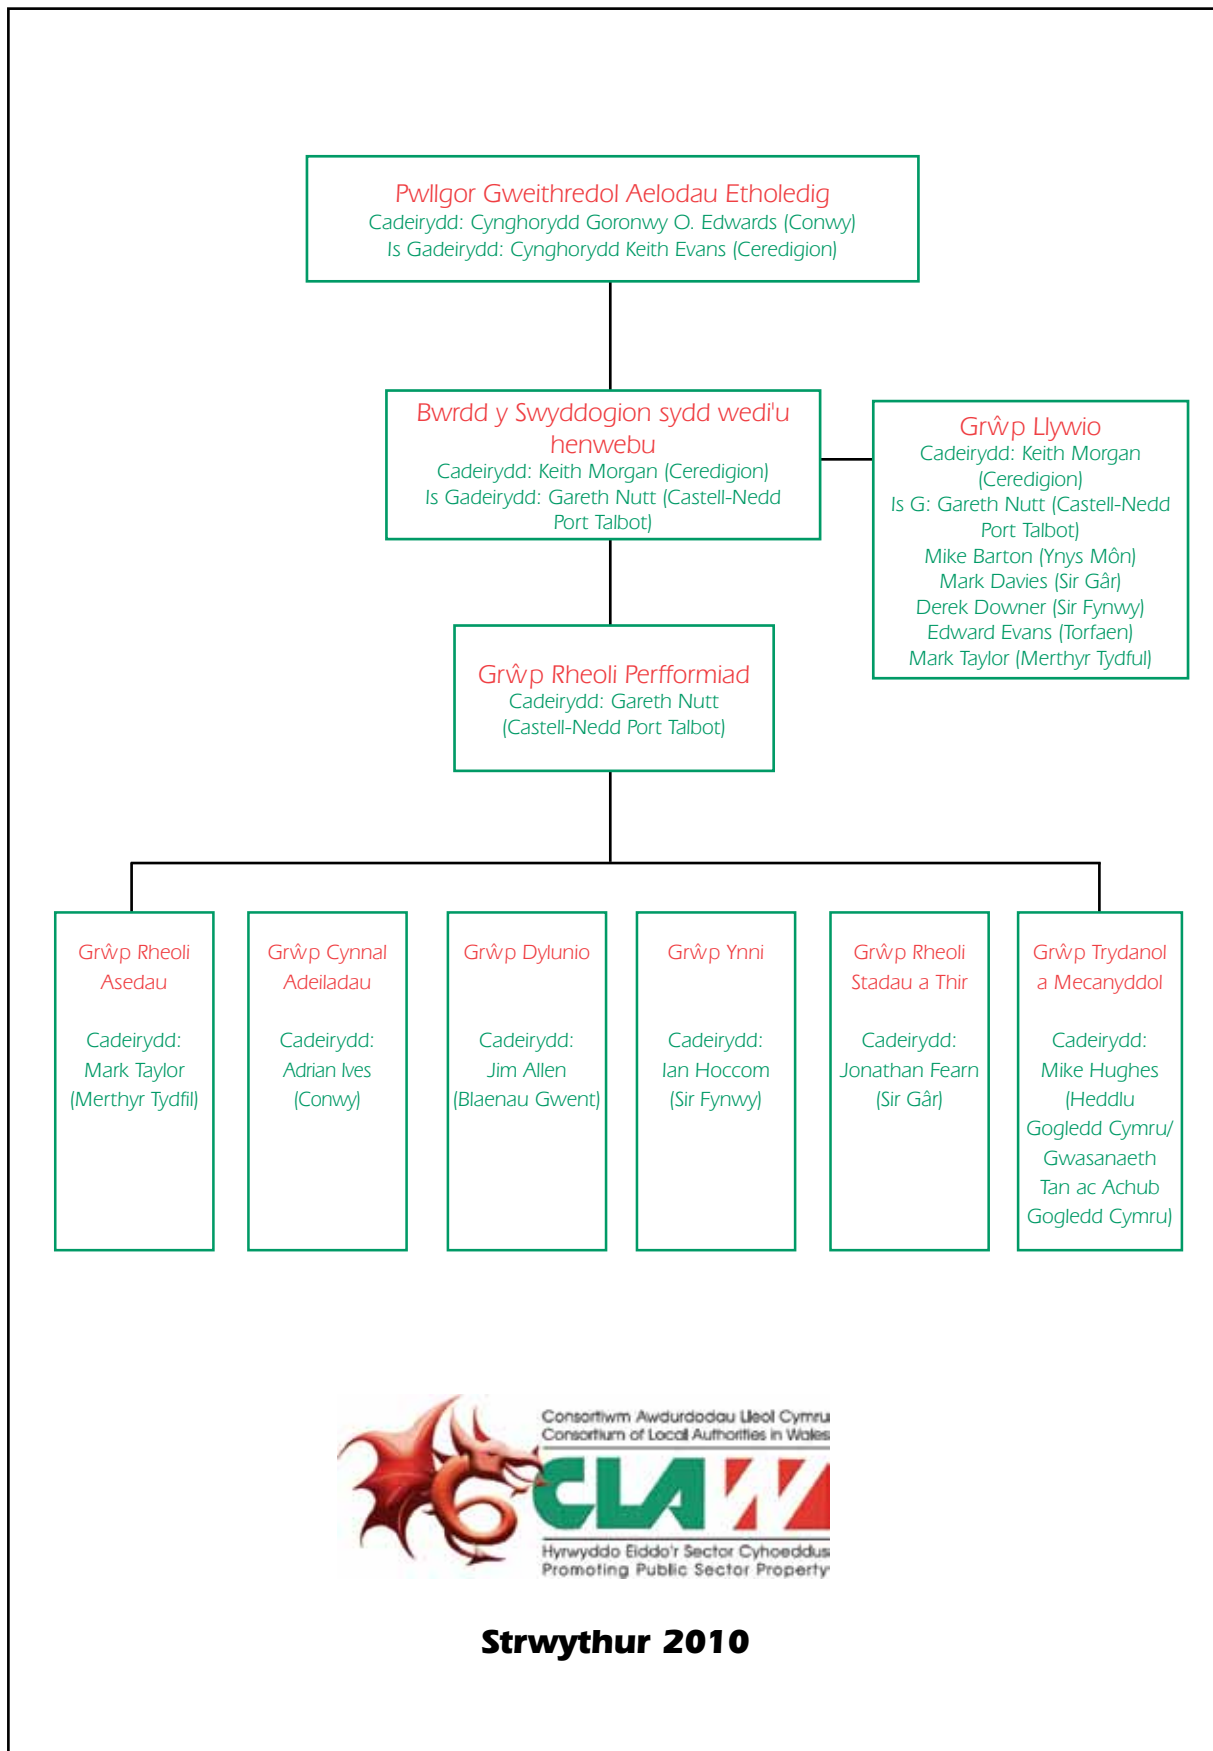 Pwllgor Gweithredol Aelodau Etholedig
Cadeirydd: Cynghorydd Goronwy O. Edwards (Conwy)
Is Gadeirydd: Cynghorydd Keith Evans (Ceredigion)
Bwrdd y Swyddogion sydd wedi'u
henwebu
Cadeirydd: Keith Morgan (Ceredigion)
Is Gadeirydd: Gareth Nutt (Castell-Nedd
Port Talbot)
Grŵp Llywio
Cadeirydd: Keith Morgan
(Ceredigion)
Is G: Gareth Nutt (Castell-Nedd
Port Talbot)
Mike Barton (Ynys Môn)
Mark Davies (Sir Gâr)
Derek Downer (Sir Fynwy)
Edward Evans (Torfaen)
Mark Taylor (Merthyr Tydful)
Grŵp Rheoli Perfformiad
Cadeirydd: Gareth Nutt
(Castell-Nedd Port Talbot)
Grŵp Rheoli
Asedau
Cadeirydd:
Mark Taylor
(Merthyr Tydfil)
Grŵp Cynnal
Adeiladau
Cadeirydd:
Adrian Ives
(Conwy)
Grŵp Dylunio
Cadeirydd:
Jim Allen
(Blaenau Gwent)
Grŵp Ynni
Cadeirydd:
Ian Hoccom
(Sir Fynwy)
Grŵp Rheoli
Stadau a Thir
Cadeirydd:
Jonathan Fearn
(Sir Gâr)
Grŵp Trydanol
a Mecanyddol
Cadeirydd:
Mike Hughes
(Heddlu
Gogledd Cymru/
Gwasanaeth
Tan ac Achub
Gogledd Cymru)
Consortiwm Awdurdodau Lleol Cymru
Consortium of Local Authorities in Wales
CLAW
Hyrwyddo Eiddo'r Sector Cyhoeddus
Promoting Public Sector Property
Strwythur 2010